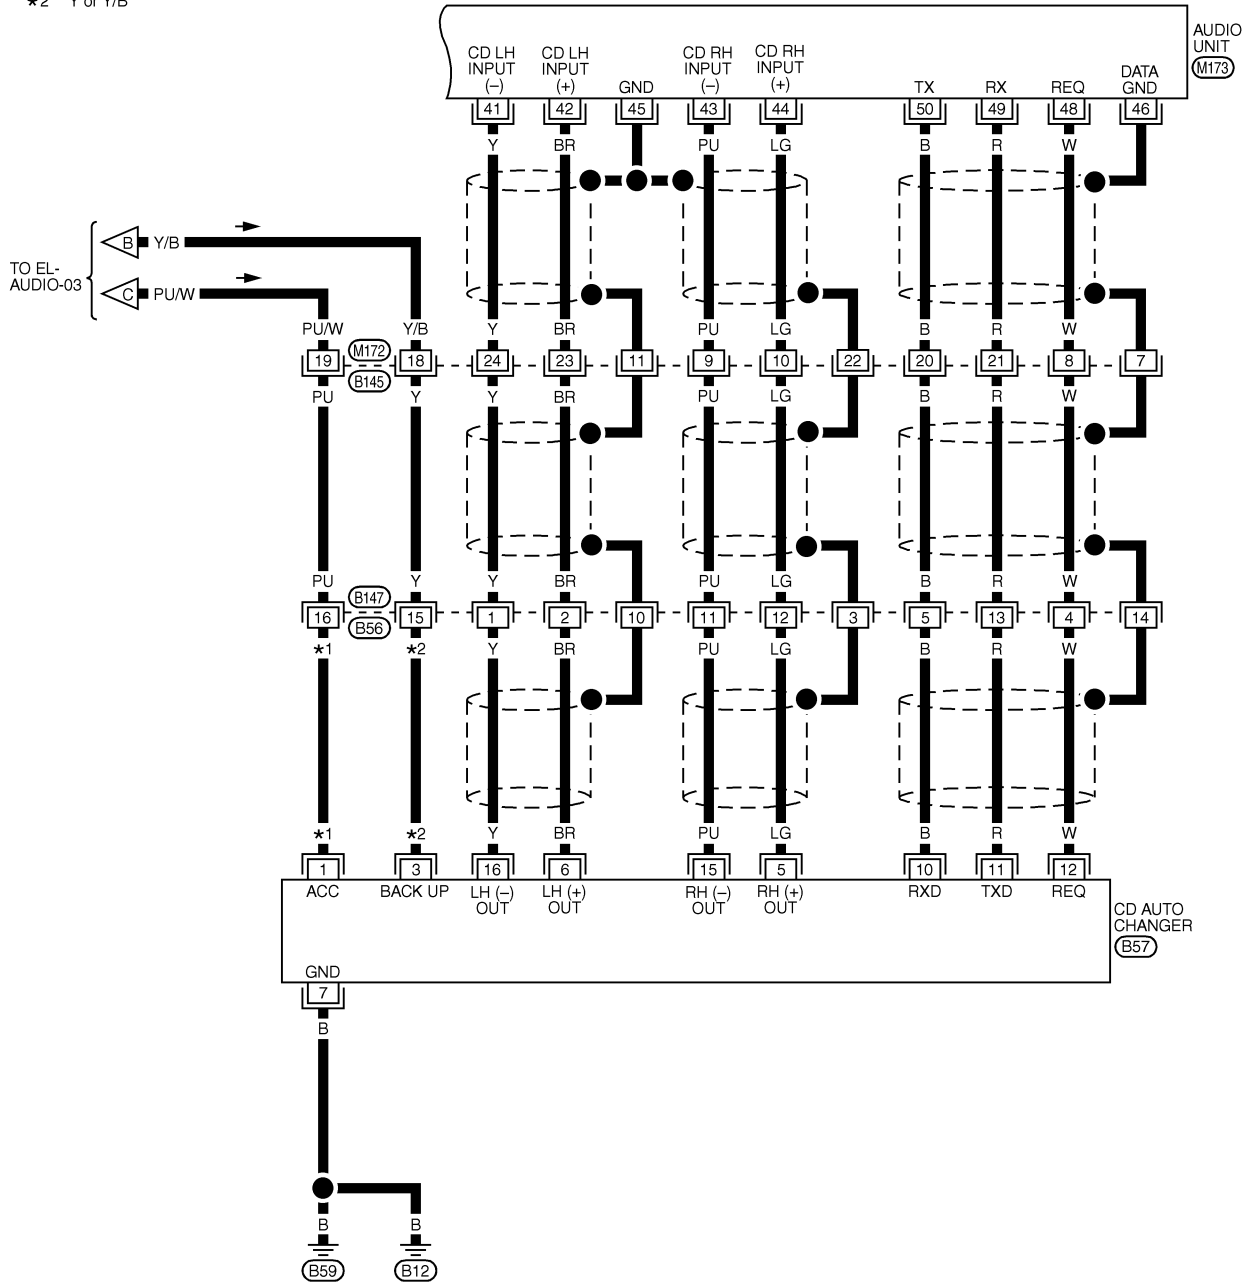 *2 Y or Y/B
AUDIO
UNIT
M173
CD LH
INPUT
(–)
CD LH
INPUT
(+)
GND
CD RH
INPUT
(–)
CD RH
INPUT
(+)
TX
RX
REQ
DATA
GND
41 42 45 43 44 50 49 48 46
Y BR PU LG B R W
TO EL-
AUDIO-03
B Y/B
C PU/W
PU/W Y/B Y BR PU LG B R W
19 M172 18 24 23 11 9 10 22 20 21 8 7
B145
PU Y Y BR PU LG B R W
PU Y Y BR PU LG B R W
16 B147 15 1 2 10 11 12 3 5 13 4 14
B56
*1 *2 Y BR PU LG B R W
*1 *2 Y BR PU LG B R W
1 3 16 6 15 5 10 11 12
ACC
BACK UP
LH (–)
OUT
LH (+)
OUT
RH (–)
OUT
RH (+)
OUT
RXD
TXD
REQ
CD AUTO
CHANGER
B57
GND
7
B
B B
B59 B12